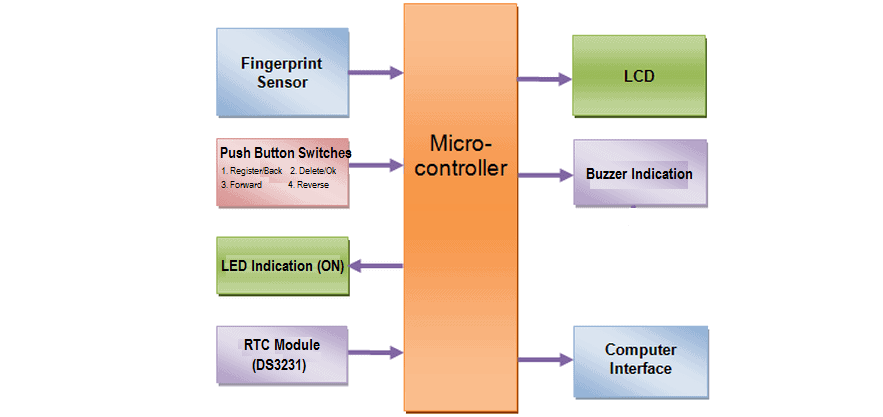 Fingerprint
Sensor
Push Button Switches
1. Register/Back 2. Delete/Ok
3. Forward 4. Reverse
LED Indication (ON)
RTC Module
(DS3231)
Micro-
controller
LCD
Buzzer Indication
Computer
Interface